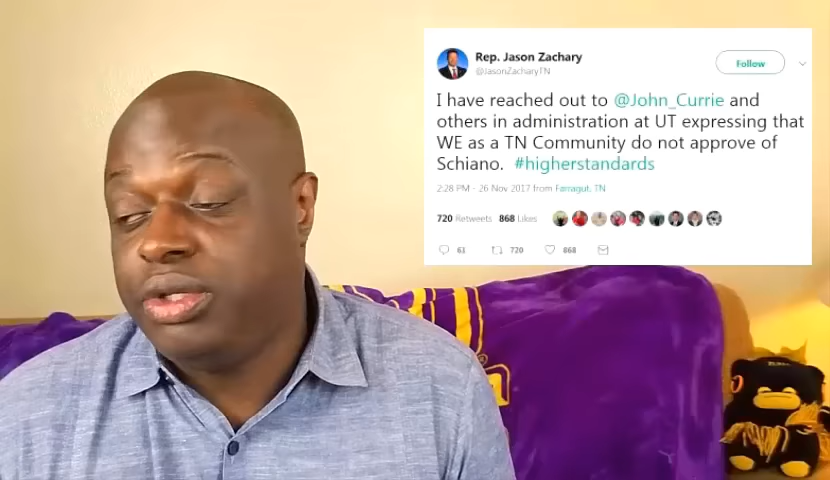 Rep. Jason Zachary
@JasonZacharyTN
Follow
I have reached out to @John_Currie and
others in administration at UT expressing that
WE as a TN Community do not approve of
Schiano. #higherstandards
2:28 PM - 26 Nov 2017 from Farragut, TN
720 Retweets 868 Likes
61 720 868